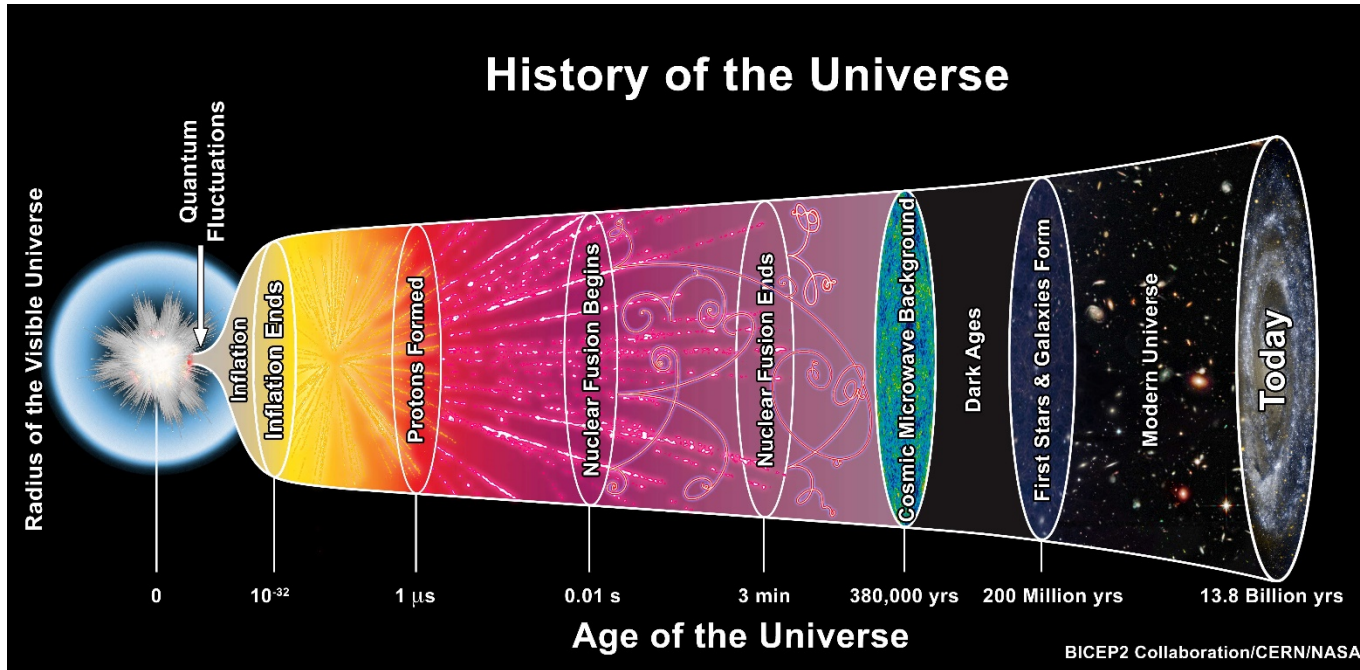 History of the Universe
Radius of the Visible Universe
Quantum
Fluctuations
Inflation
Inflation Ends
Protons Formed
Nuclear Fusion Begins
Nuclear Fusion Ends
Cosmic Microwave Background
Dark Ages
First Stars & Galaxies Form
Modern Universe
Today
0
10⁻³²
1 μs
0.01 s
3 min
380,000 yrs
200 Million yrs
13.8 Billion yrs
Age of the Universe
BICEP2 Collaboration/CERN/NASA